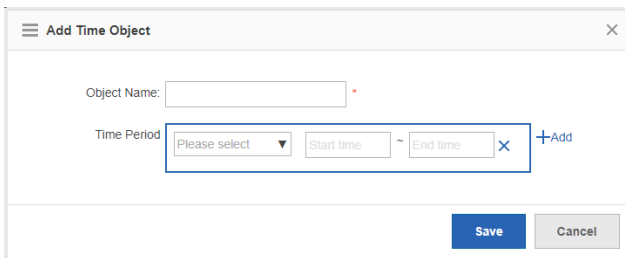 Add Time Object
Object Name: *
Time Period Please select Start time ~ End time +Add
Save Cancel